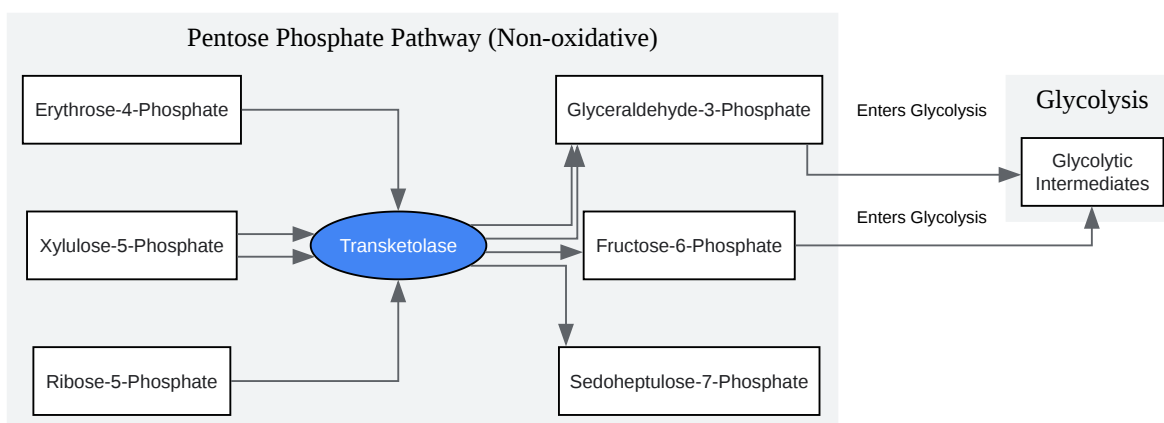 Pentose Phosphate Pathway (Non-oxidative)
Erythrose-4-Phosphate
Glyceraldehyde-3-Phosphate
Enters Glycolysis
Glycolysis
Glycolytic
Intermediates
Xylulose-5-Phosphate
Transketolase
Fructose-6-Phosphate
Enters Glycolysis
Ribose-5-Phosphate
Sedoheptulose-7-Phosphate